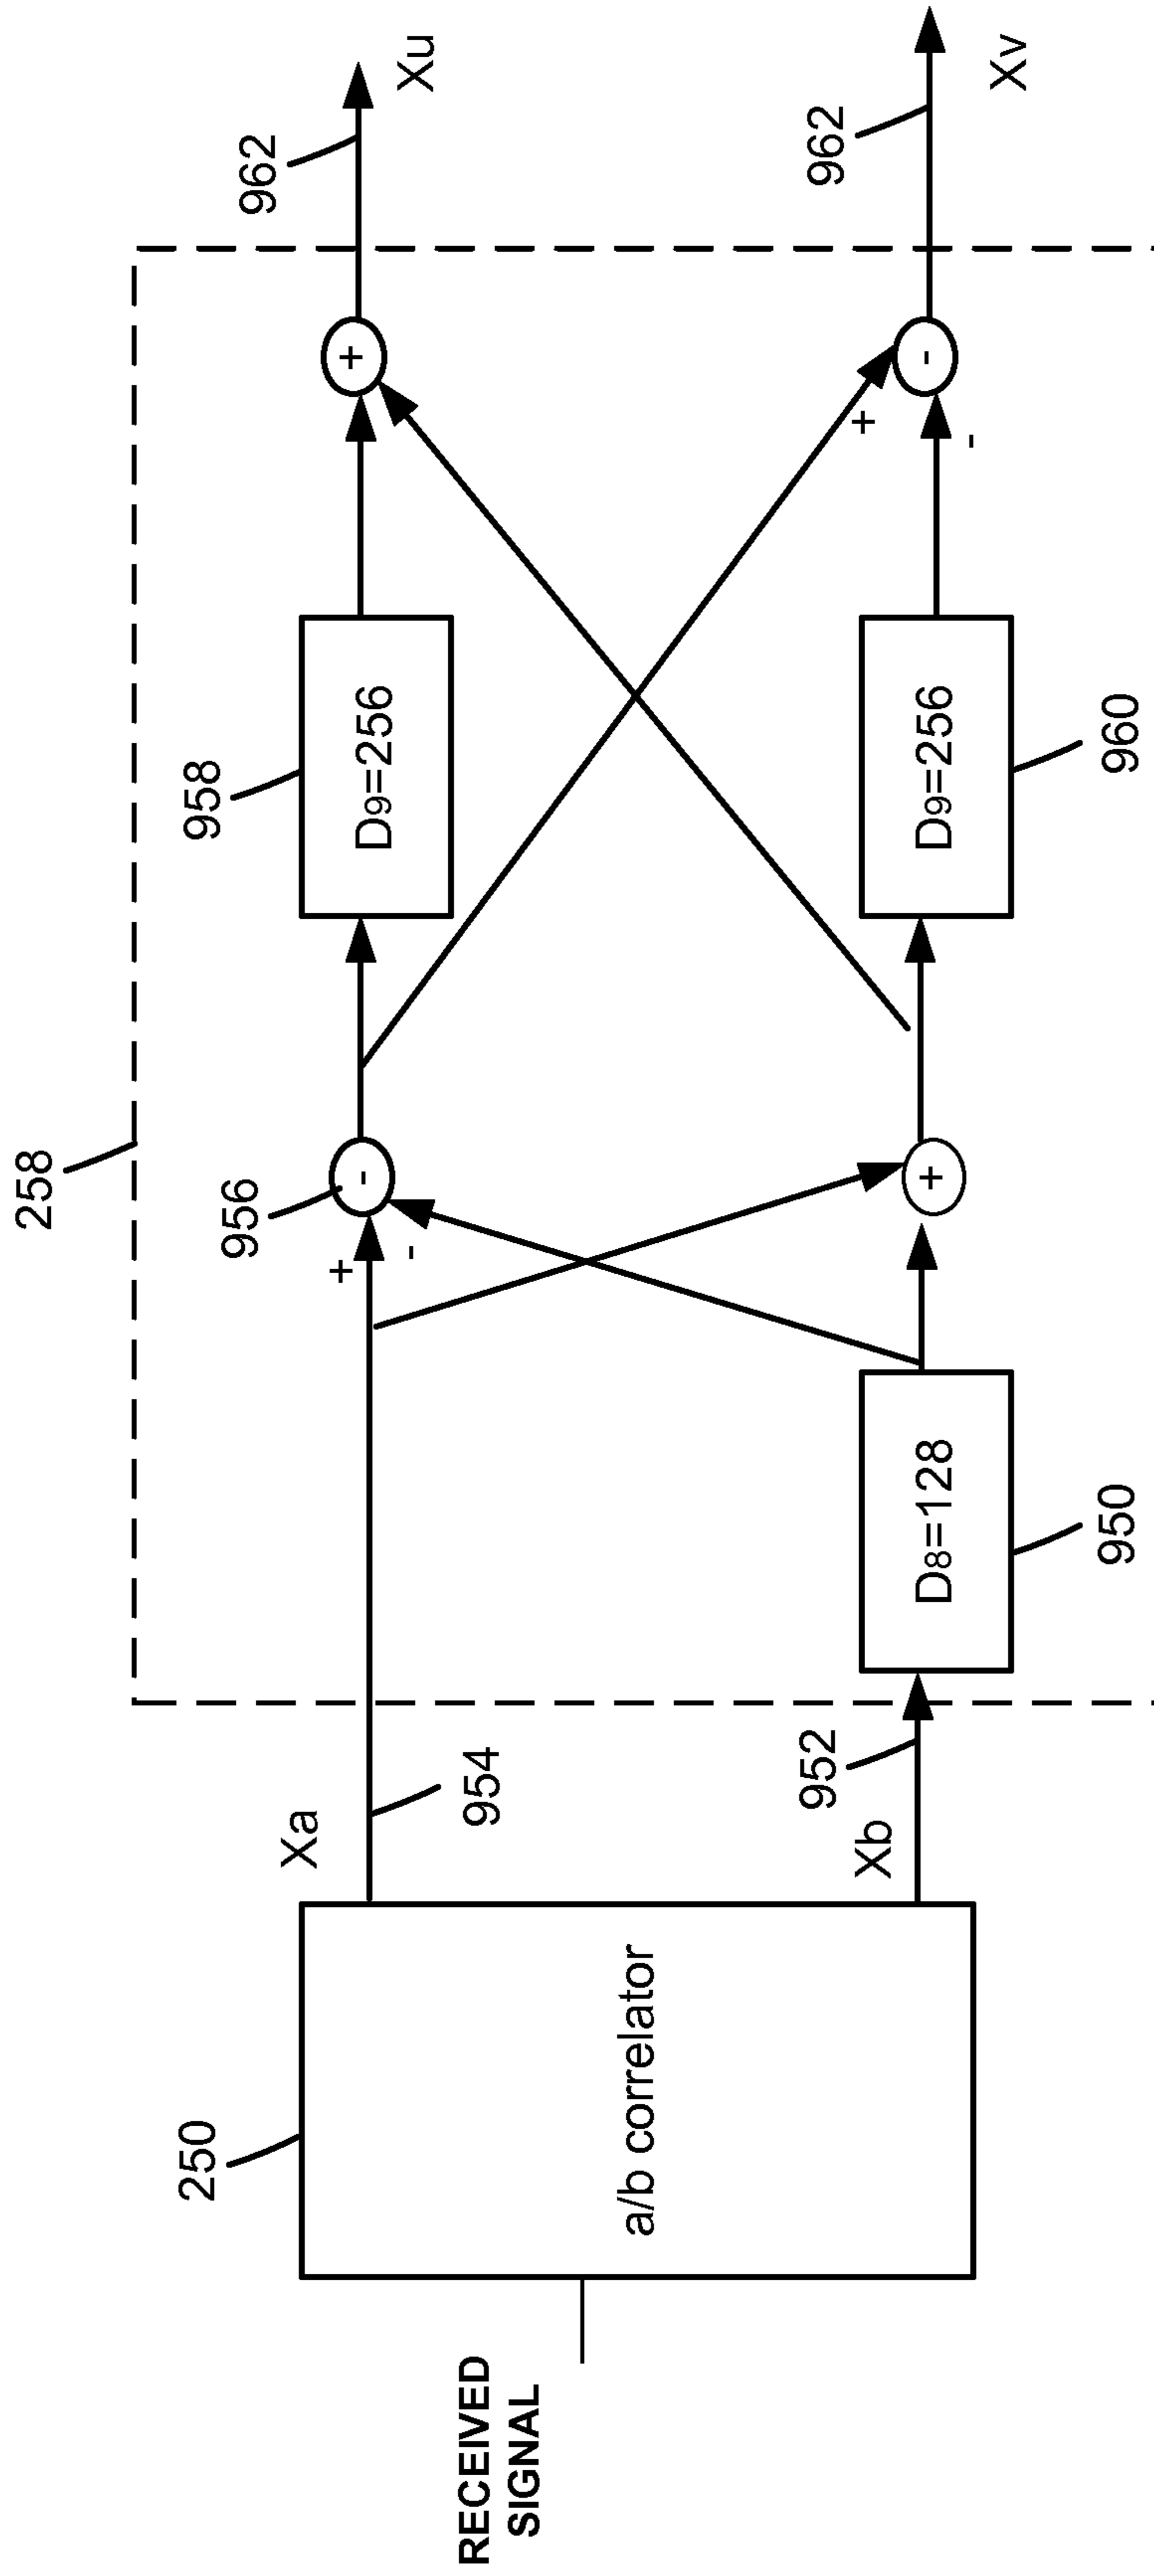 258
956
958
962
Xu
+
-
+
-
D9=256
+
250
Xa
954
a/b correlator
RECEIVED
SIGNAL
Xb
952
D8=128
950
+
D9=256
960
+
-
-
962
Xv